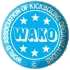 WORLD ASSOCIATION OF KICKBOXING ORGANIZATIONS
WAKO